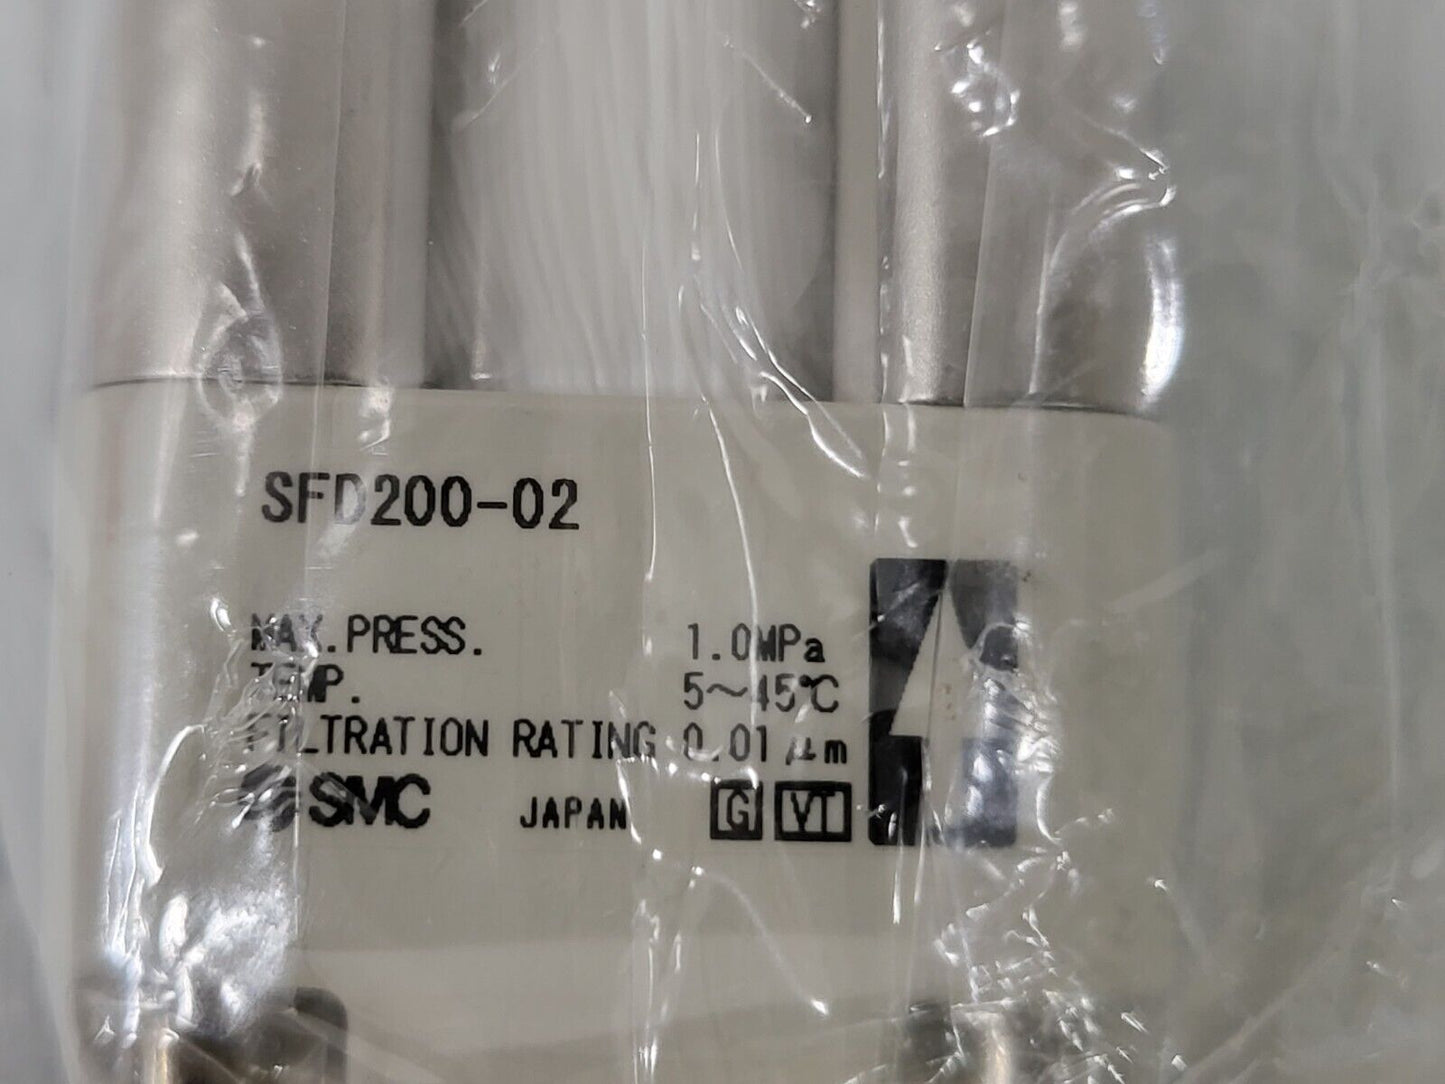 SFD200-02
MAX.PRESS. 1.0MPa
TEMP. 5～45℃
FILTRATION RATING 0.01μm
SMC JAPAN G VI